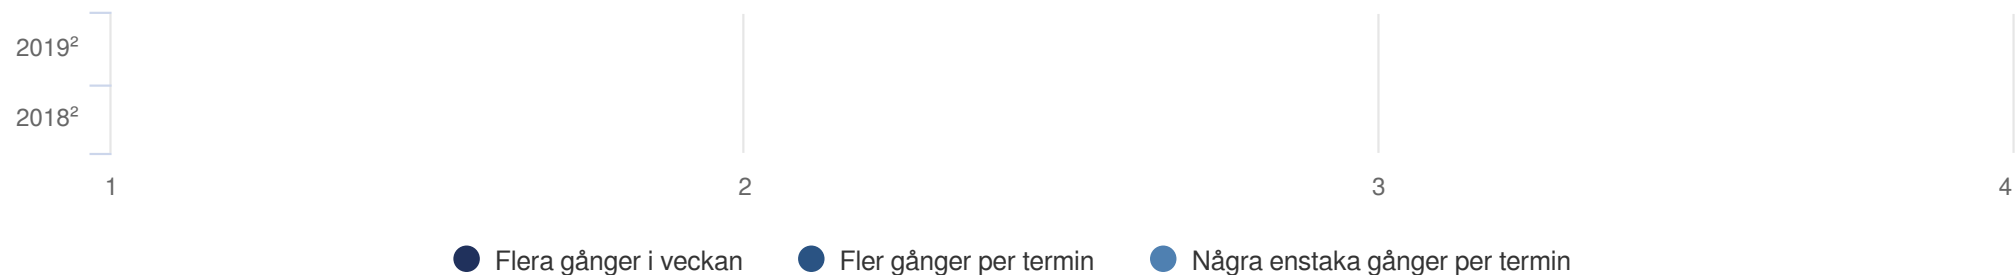 2019²
2018²
1 2 3 4
Flera gånger i veckan Fler gånger per termin Några enstaka gånger per termin